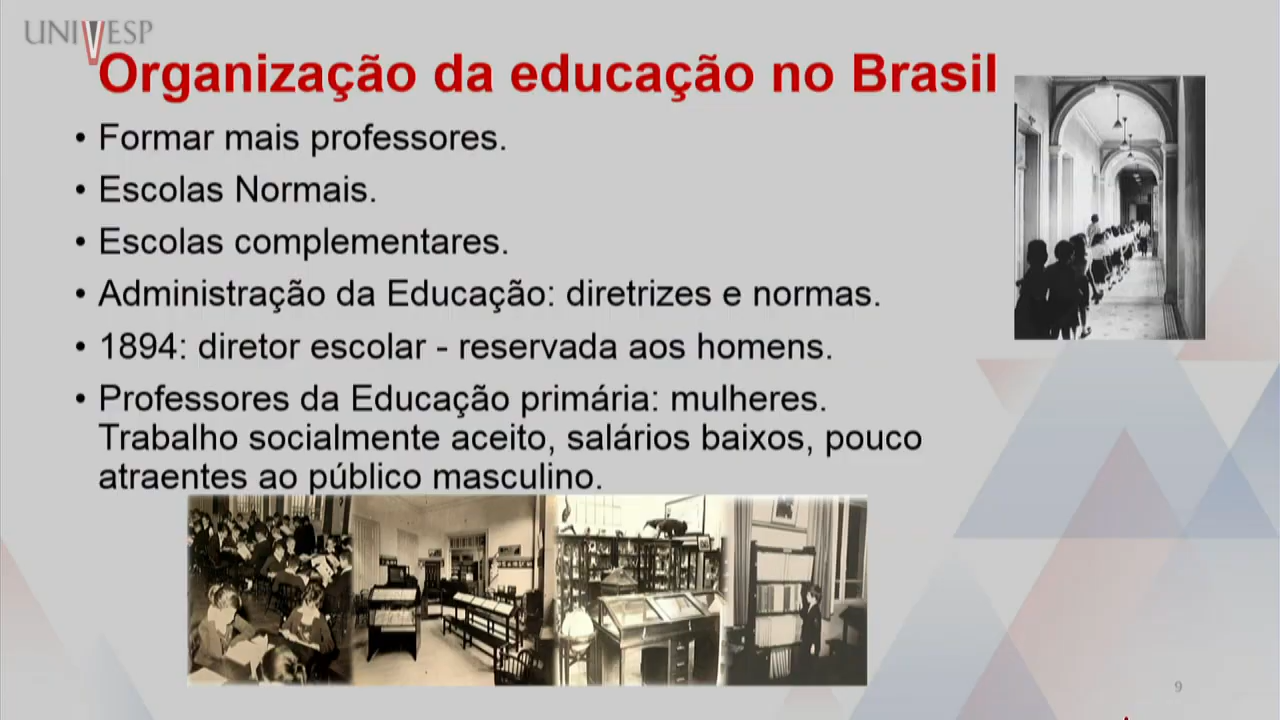 UNIVESP
Organização da educação no Brasil
• Formar mais professores.
• Escolas Normais.
• Escolas complementares.
• Administração da Educação: diretrizes e normas.
• 1894: diretor escolar - reservada aos homens.
• Professores da Educação primária: mulheres.
Trabalho socialmente aceito, salários baixos, pouco
atraentes ao público masculino.
9